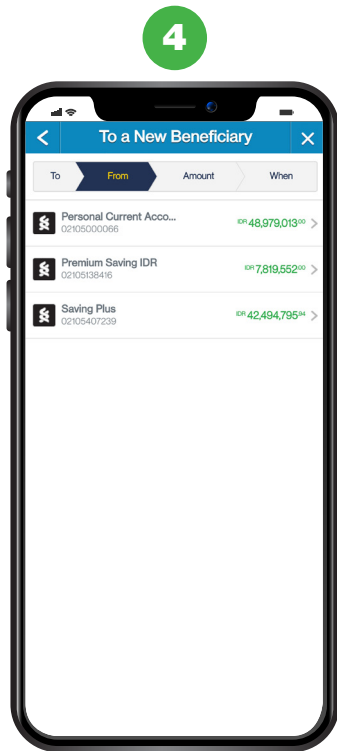 4
To a New Beneficiary
To From Amount When
Personal Current Acco... IDR 48,979,013.00
02105000066
Premium Saving IDR IDR 7,819,552.00
02105138416
Saving Plus IDR 42,494,795.94
02105407239